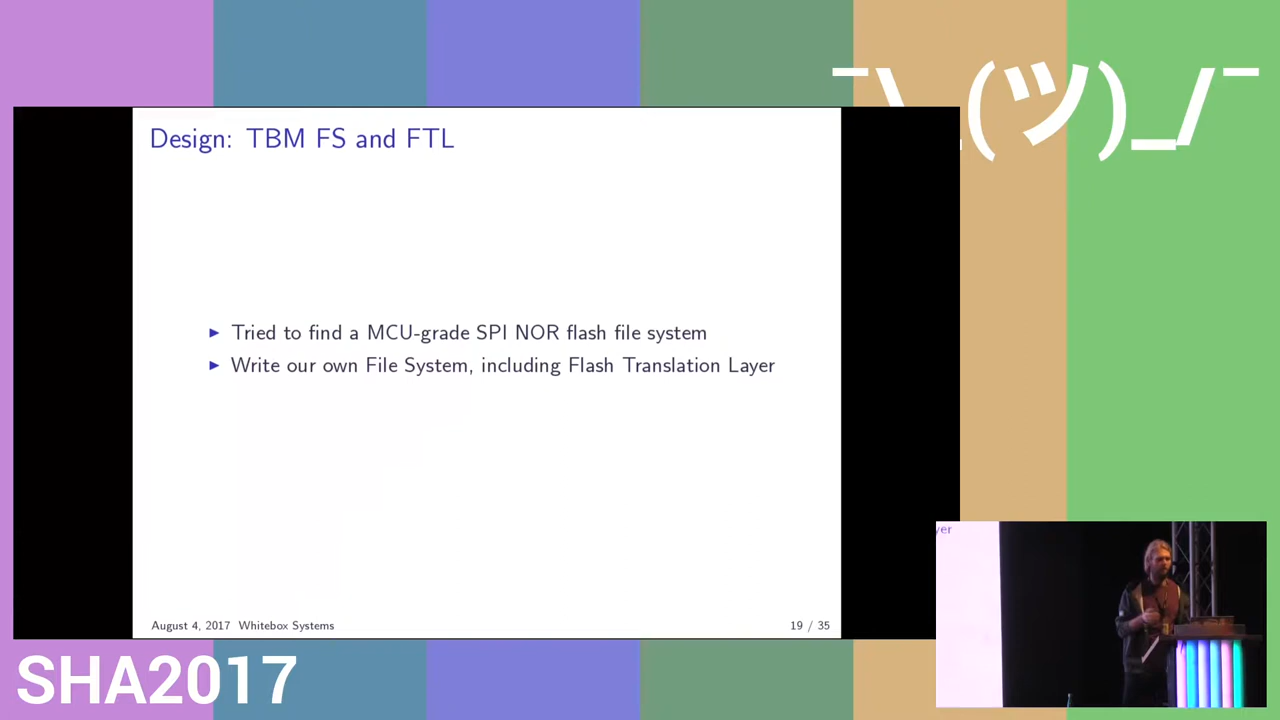 ¯\_(ツ)_/¯
Design: TBM FS and FTL
Tried to find a MCU-grade SPI NOR flash file system
Write our own File System, including Flash Translation Layer
August 4, 2017 Whitebox Systems 19 / 35
yer
SHA2017